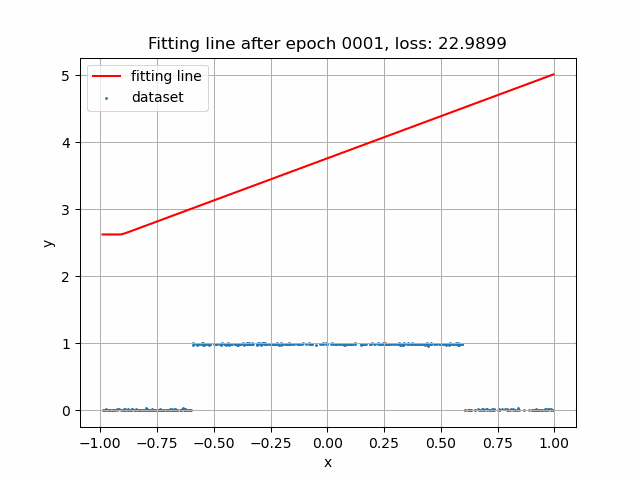 Fitting line after epoch 0001, loss: 22.9899
fitting line
dataset
5
4
3
2
1
0
y
−1.00 −0.75 −0.50 −0.25 0.00 0.25 0.50 0.75 1.00
x